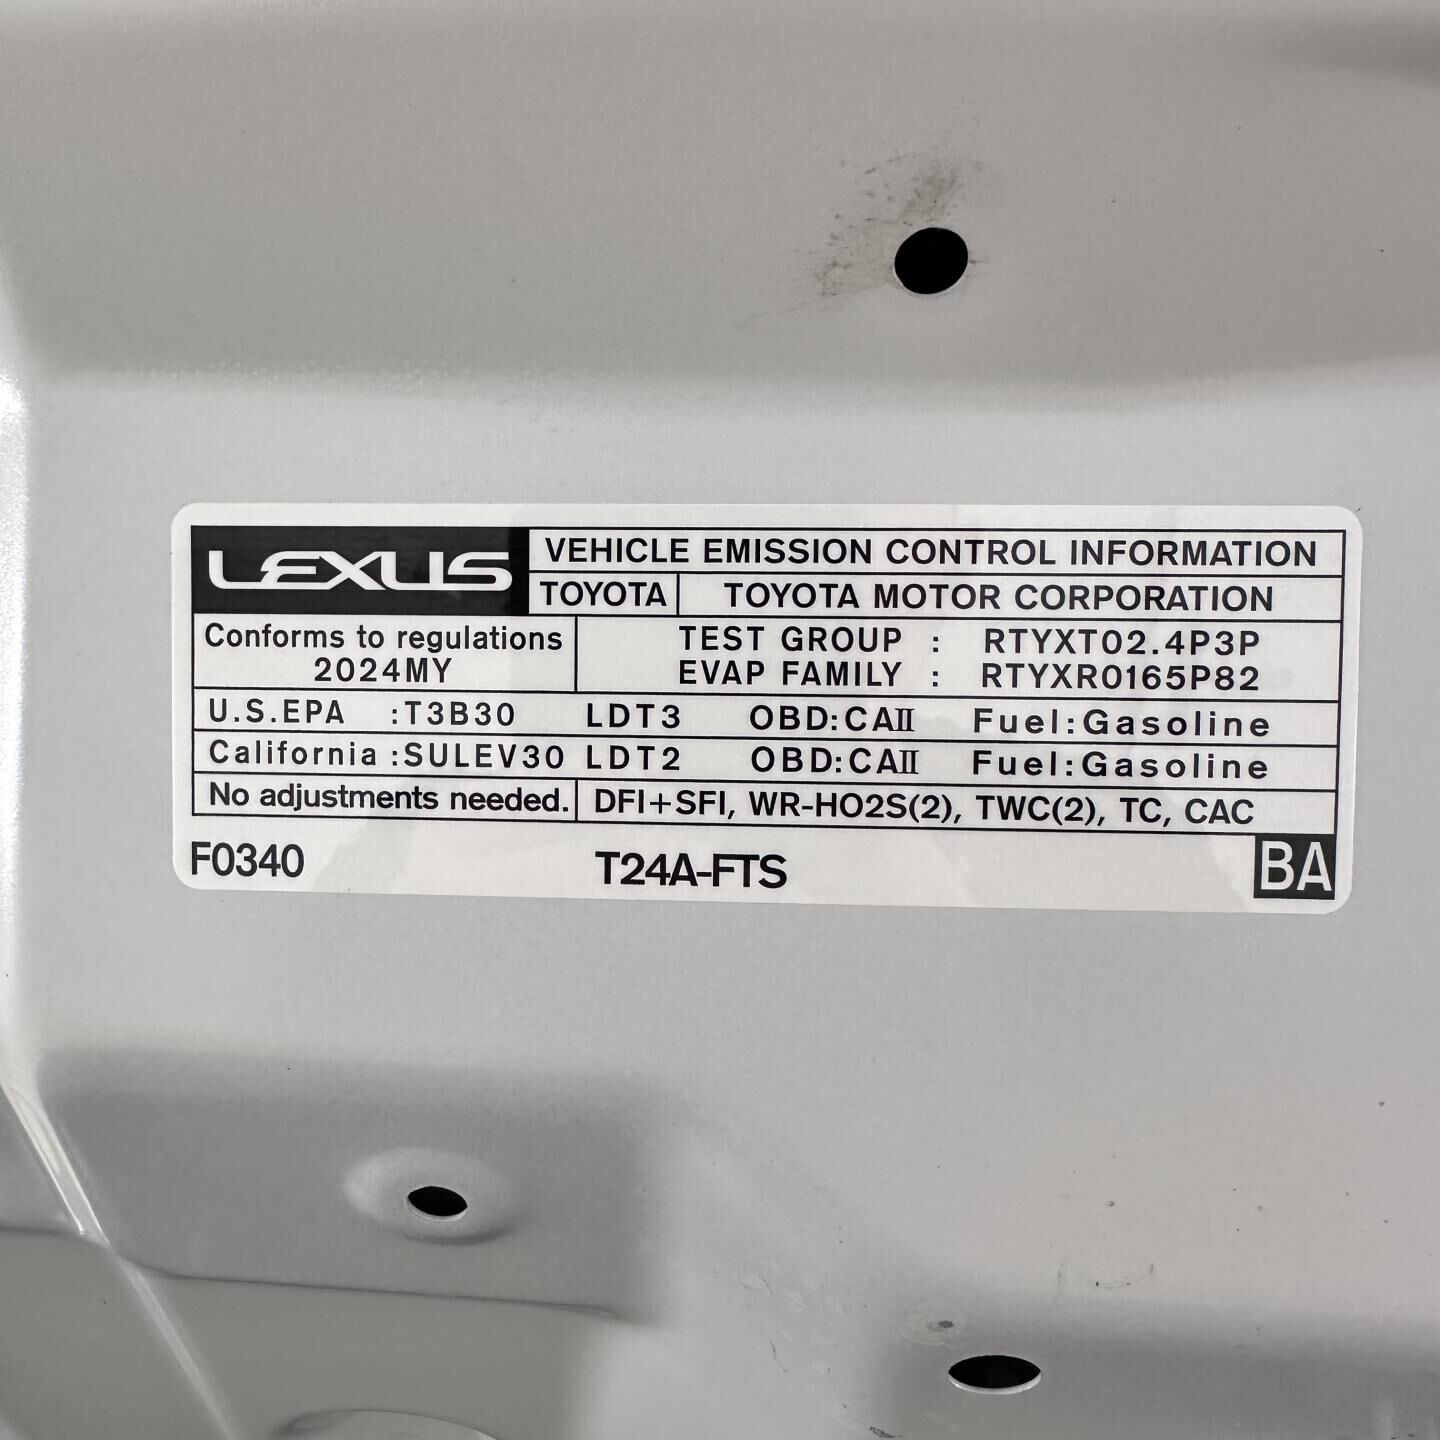 LEXUS
VEHICLE EMISSION CONTROL INFORMATION
TOYOTA TOYOTA MOTOR CORPORATION
Conforms to regulations
2024MY
TEST GROUP : RTYXT02.4P3P
EVAP FAMILY : RTYXR0165P82
U.S.EPA :T3B30 LDT3 OBD:CAII Fuel:Gasoline
California :SULEV30 LDT2 OBD:CAII Fuel:Gasoline
No adjustments needed. DFI+SFI, WR-HO2S(2), TWC(2), TC, CAC
F0340 T24A-FTS BA